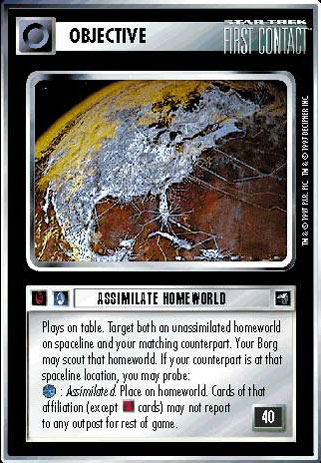 OBJECTIVE
STAR TREK
FIRST CONTACT™
TM & © 1997 PAR. PIC. TM & © 1997 DECIPHER INC.
ASSIMILATE HOMEWORLD
Plays on table. Target both an unassimilated homeworld
on spaceline and your matching counterpart. Your Borg
may scout that homeworld. If your counterpart is at that
spaceline location, you may probe:
: Assimilated. Place on homeworld. Cards of that
affiliation (except cards) may not report
to any outpost for rest of game.
40